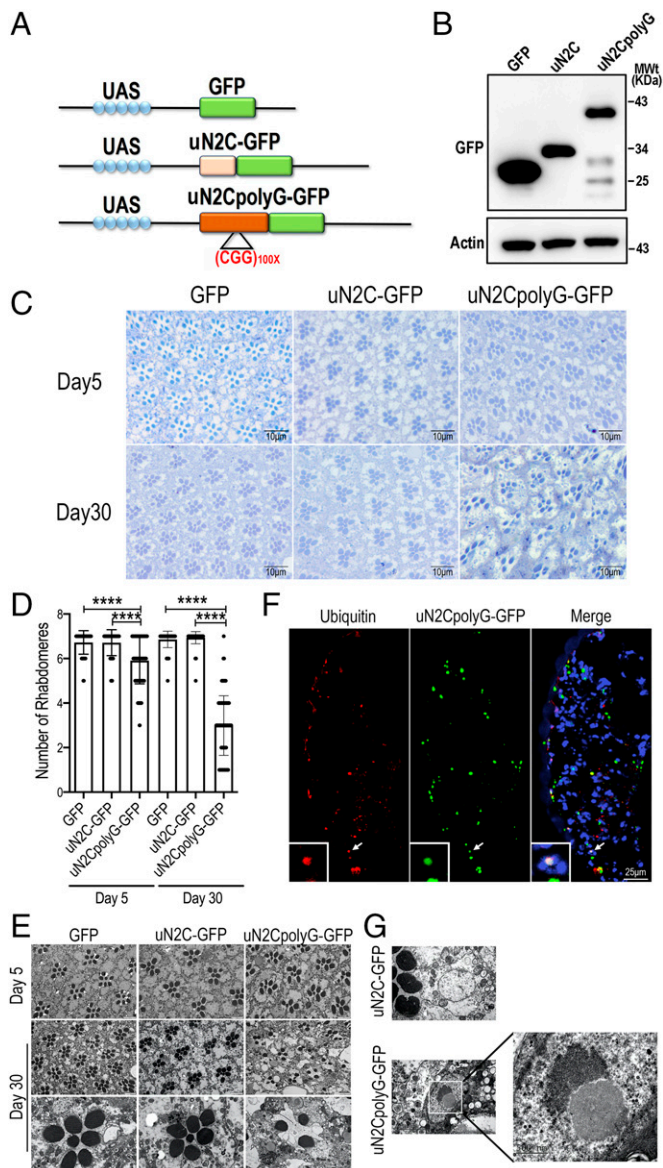 A
UAS
GFP
UAS
uN2C-GFP
UAS
uN2CpolyG-GFP
(CGG)100X
B
GFP
uN2C
uN2CpolyG
MWt
(KDa)
GFP
-43
-34
-25
Actin
-43
C
GFP
uN2C-GFP
uN2CpolyG-GFP
Day5
10μm
10μm
10μm
Day30
10μm
10μm
10μm
D
Number of Rhabdomeres
8
6
4
2
0
****
****
****
****
GFP
uN2C-GFP
uN2CpolyG-GFP
GFP
uN2C-GFP
uN2CpolyG-GFP
Day 5
Day 30
F
Ubiquitin
uN2CpolyG-GFP
Merge
25μm
E
GFP
uN2C-GFP
uN2CpolyG-GFP
Day 5
Day 30
G
uN2C-GFP
uN2CpolyG-GFP